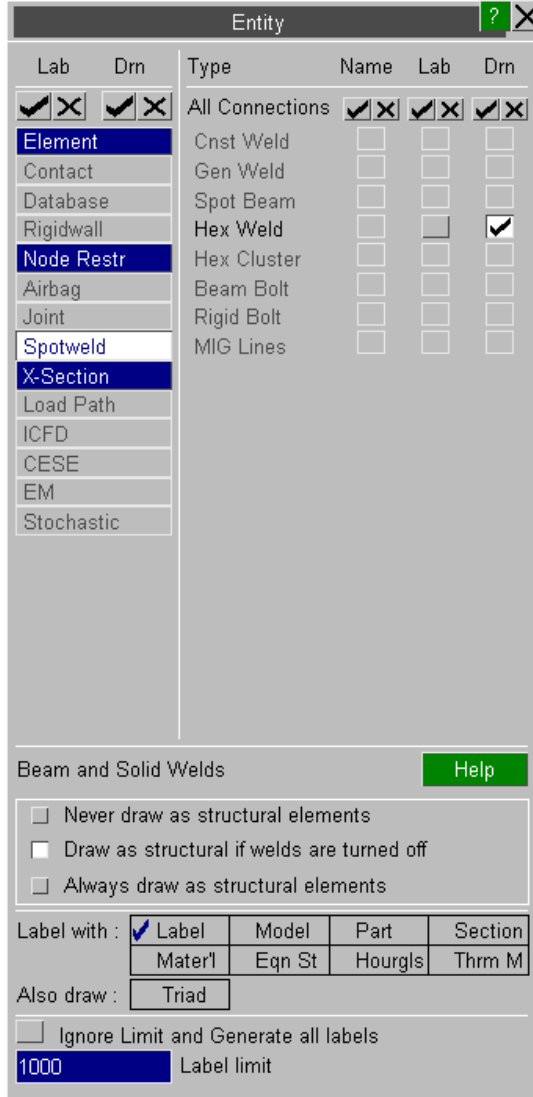 Entity ?
Lab Drn Type Name Lab Drn
All Connections
Element Cnst Weld
Contact Gen Weld
Database Spot Beam
Rigidwall Hex Weld
Node Restr Hex Cluster
Airbag Beam Bolt
Joint Rigid Bolt
Spotweld MIG Lines
X-Section
Load Path
ICFD
CESE
EM
Stochastic
Beam and Solid Welds Help
Never draw as structural elements
Draw as structural if welds are turned off
Always draw as structural elements
Label with : Label Model Part Section
Mater'l Eqn St Hourgls Thrm M
Also draw : Triad
Ignore Limit and Generate all labels
1000 Label limit